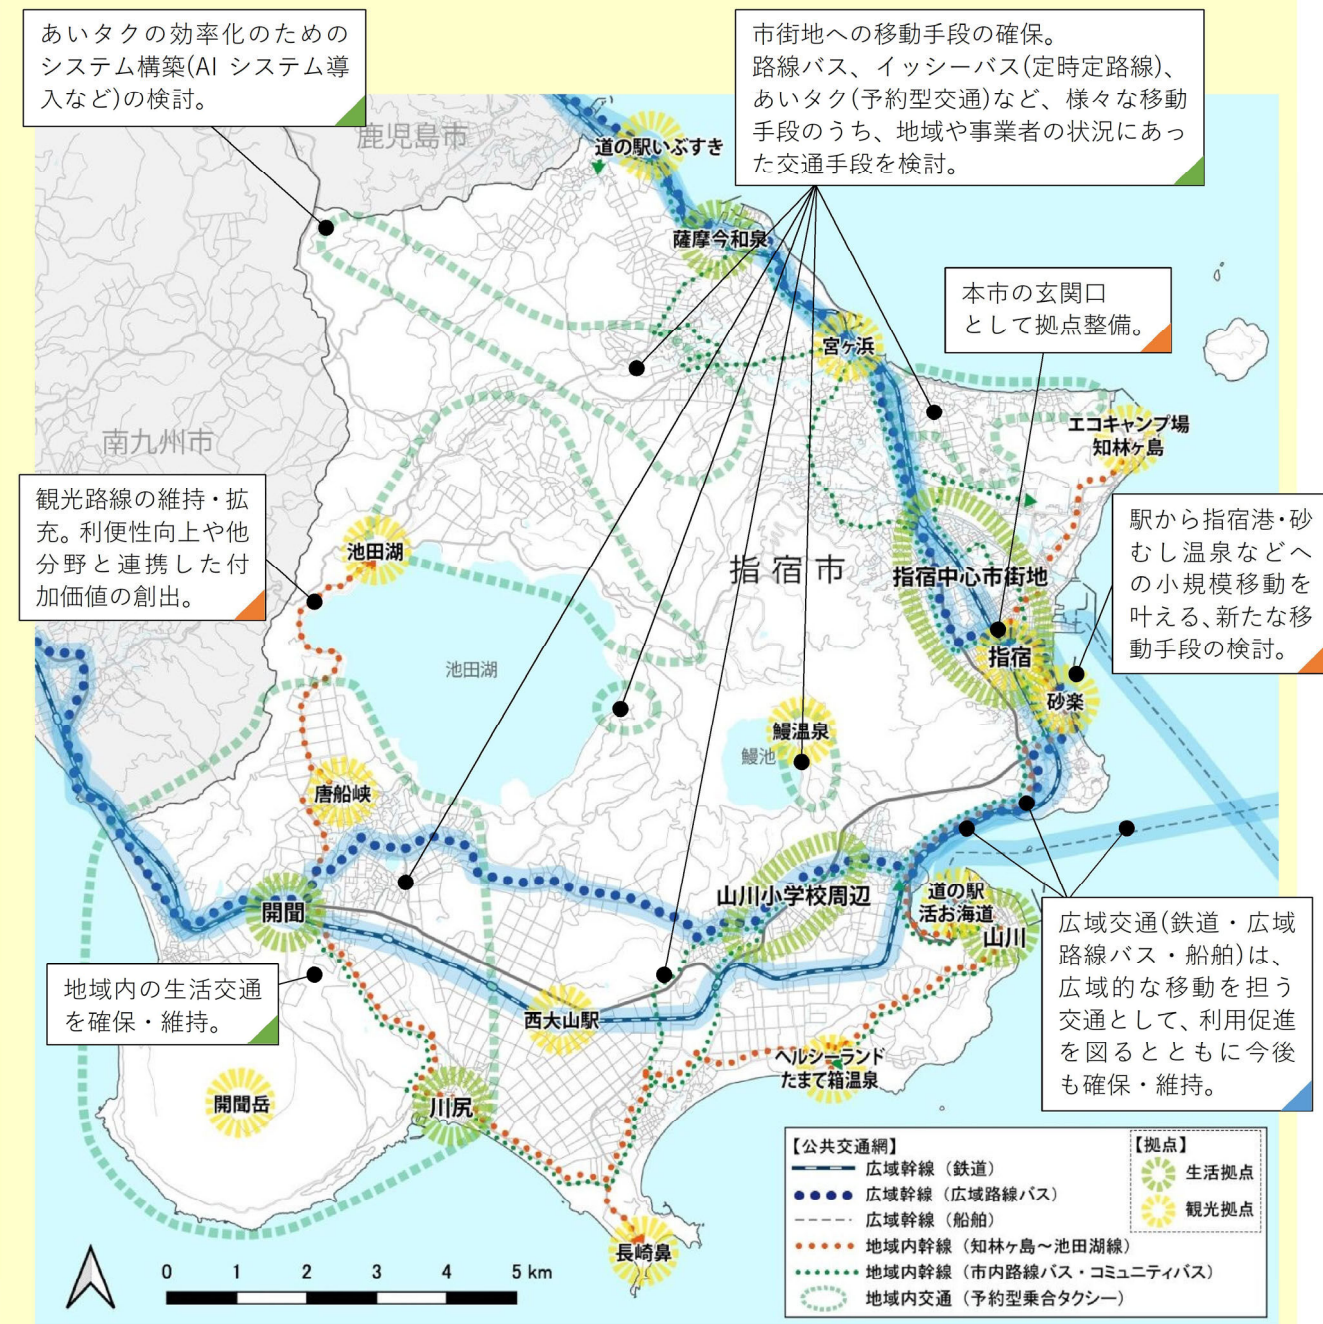 あいタクの効率化のための
システム構築(AI システム導
入など)の検討。
市街地への移動手段の確保。
路線バス、イッシーバス(定時定路線)、
あいタク(予約型交通)など、様々な移動
手段のうち、地域や事業者の状況にあっ
た交通手段を検討。
鹿児島市
道の駅いぶすき
薩摩今和泉
本市の玄関口
として拠点整備。
宮ヶ浜
エコキャンプ場
知林ヶ島
南九州市
観光路線の維持・拡
充。利便性向上や他
分野と連携した付
加価値の創出。
駅から指宿港・砂
むし温泉などへ
の小規模移動を
叶える、新たな移
動手段の検討。
池田湖
指宿市
指宿中心市街地
指宿
池田湖
砂楽
鰻温泉
鰻池
唐船峡
開聞
山川小学校周辺
道の駅
活お海道
山川
広域交通(鉄道・広域
路線バス・船舶)は、
広域的な移動を担う
交通として、利用促進
を図るとともに今後
も確保・維持。
地域内の生活交通
を確保・維持。
西大山駅
ヘルシーランド
たまて箱温泉
開聞岳
川尻
長崎鼻
0 1 2 3 4 5 km
【公共交通網】
広域幹線（鉄道）
広域幹線（広域路線バス）
広域幹線（船舶）
地域内幹線（知林ヶ島～池田湖線）
地域内幹線（市内路線バス・コミュニティバス）
地域内交通（予約型乗合タクシー）
【拠点】
生活拠点
観光拠点